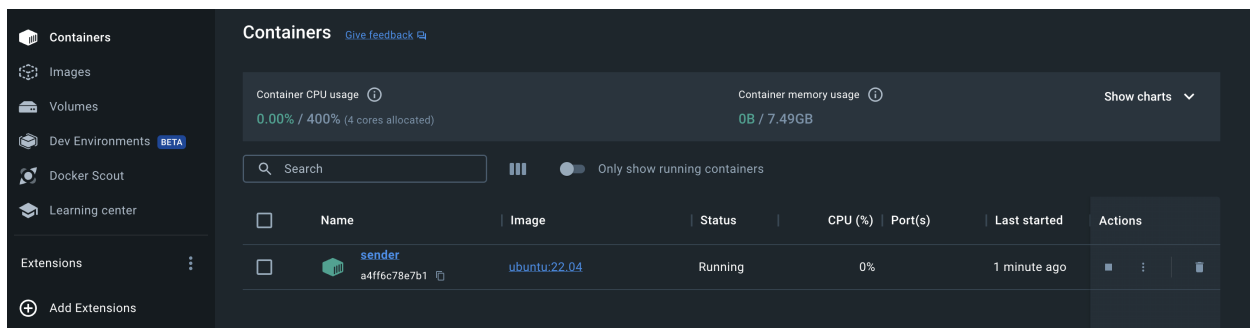 Containers
Images
Volumes
Dev Environments BETA
Docker Scout
Learning center
Extensions
Add Extensions
Containers Give feedback
Container CPU usage
0.00% / 400% (4 cores allocated)
Container memory usage
0B / 7.49GB
Show charts
Search
Only show running containers
Name Image Status CPU (%) Port(s) Last started Actions
sender
a4ff6c78e7b1
ubuntu:22.04 Running 0% 1 minute ago